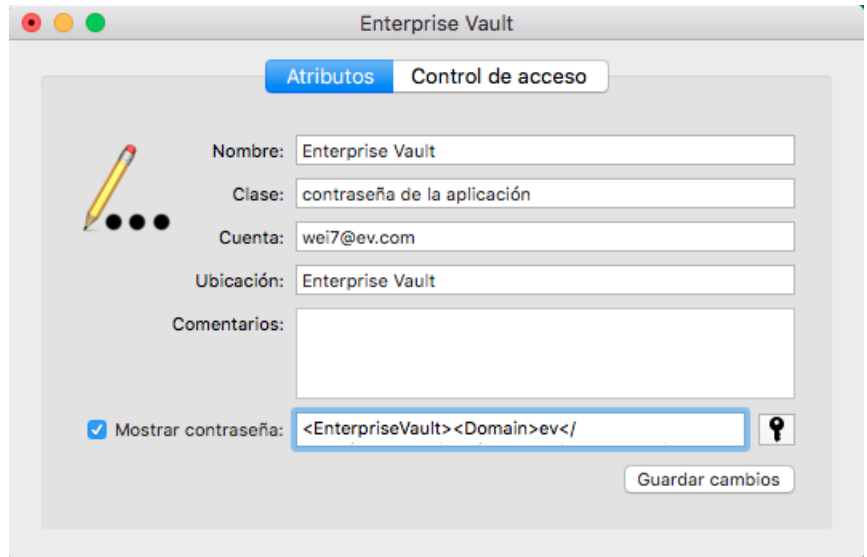 Enterprise Vault
Atributos Control de acceso
Nombre: Enterprise Vault
Clase: contraseña de la aplicación
Cuenta: wei7@ev.com
Ubicación: Enterprise Vault
Comentarios:
Mostrar contraseña: <EnterpriseVault><Domain>ev</
Guardar cambios